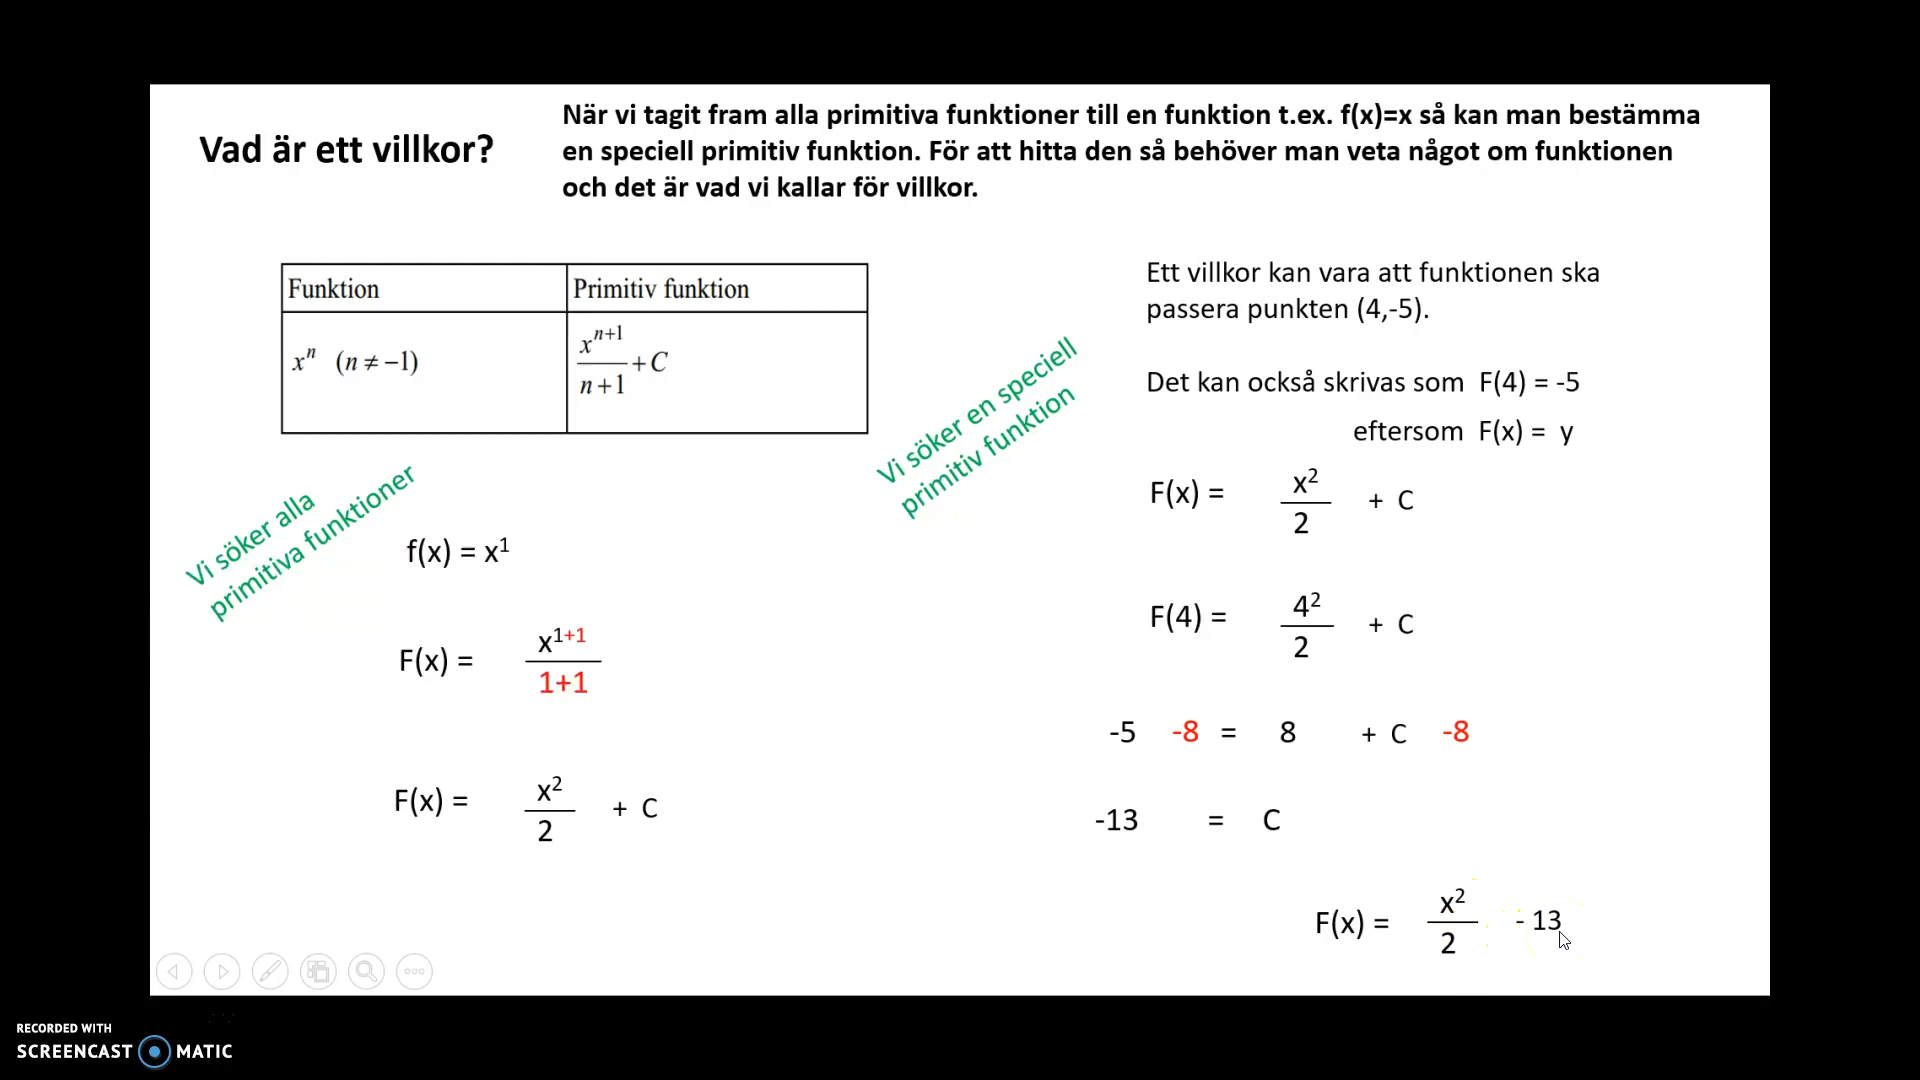 Vad är ett villkor?
När vi tagit fram alla primitiva funktioner till en funktion t.ex. f(x)=x så kan man bestämma
en speciell primitiv funktion. För att hitta den så behöver man veta något om funktionen
och det är vad vi kallar för villkor.
Funktion
Primitiv funktion
xⁿ (n ≠ −1)
xⁿ⁺¹
n + 1
+ C
Vi söker alla
primitiva funktioner
f(x) = x¹
F(x) =
x¹⁺¹
1+1
F(x) =
x²
2
+ C
Vi söker en speciell
primitiv funktion
Ett villkor kan vara att funktionen ska
passera punkten (4,-5).
Det kan också skrivas som F(4) = -5
eftersom F(x) = y
F(x) =
x²
2
+ C
F(4) =
4²
2
+ C
-5 -8 = 8 + C -8
-13 = C
F(x) =
x²
2
- 13
RECORDED WITH
SCREENCAST MATIC